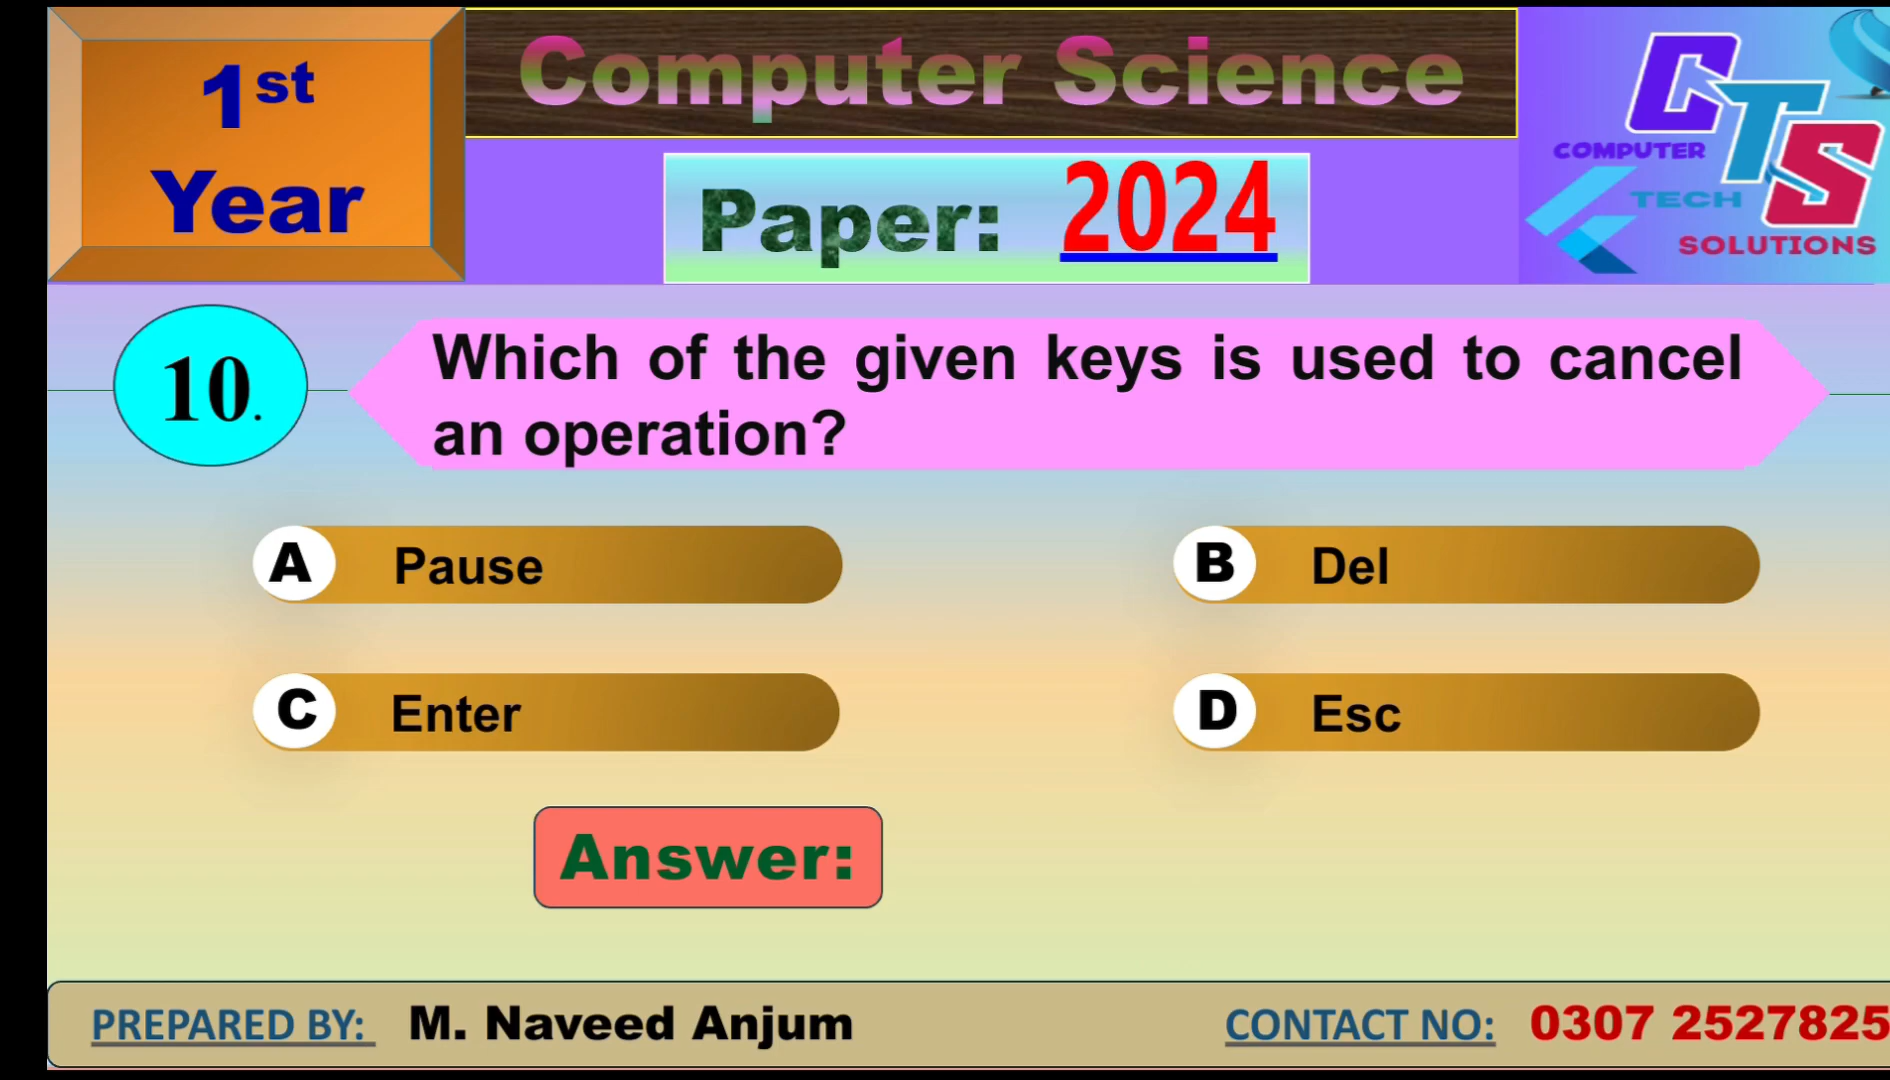 1st
Year
Computer Science
Paper: 2024
CTS
COMPUTER
TECH
SOLUTIONS
10.
Which of the given keys is used to cancel
an operation?
A Pause
B Del
C Enter
D Esc
Answer:
PREPARED BY: M. Naveed Anjum
CONTACT NO: 0307 2527825